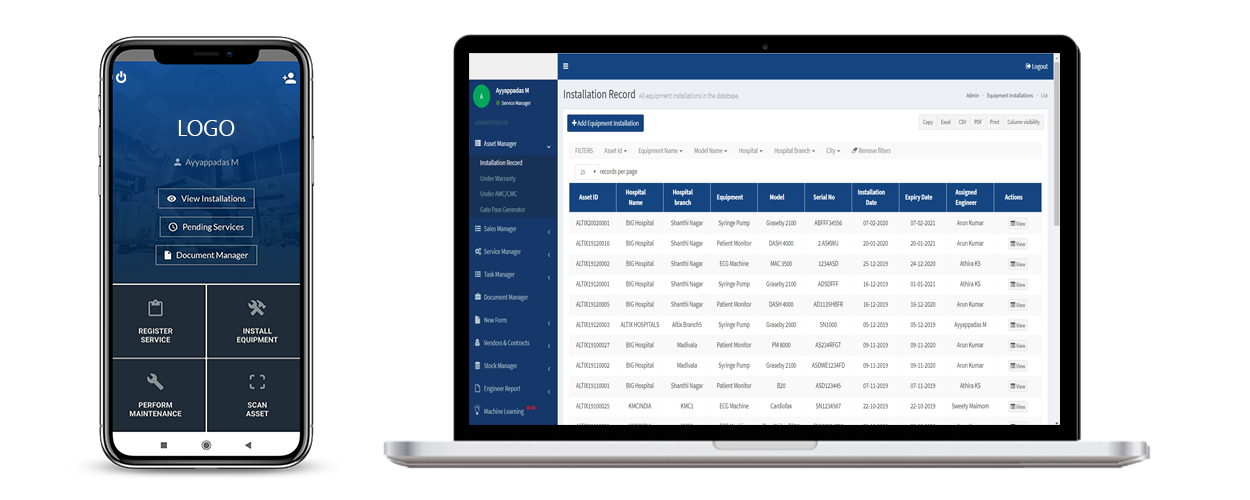 LOGO
Ayyappadas M
View Installations
Pending Services
Document Manager
REGISTER
SERVICE
INSTALL
EQUIPMENT
PERFORM
MAINTENANCE
SCAN
ASSET
Logout
A
Ayyappadas M
Service Manager
ADMINISTRATION
Asset Manager
Installation Record
Under Warranty
Under AMC/CMC
Gate Pass Generator
Sales Manager
Service Manager
Task Manager
Document Manager
New Form
Vendors & Contracts
Stock Manager
Engineer Report
Machine Learning
Installation Record All equipment installations in the database.
Admin > Equipment Installations > List
+Add Equipment Installation
Copy Excel CSV PDF Print Column visibility
FILTERS Asset Id Equipment Name Model Name Hospital Hospital Branch City Remove filters
25 records per page
Asset ID Hospital Name Hospital branch Equipment Model Serial No Installation Date Expiry Date Assigned Engineer Actions
ALTIX20020001 BIG Hospital Shanthi Nagar Syringe Pump Graseby 2100 ABFFF34556 07-02-2020 07-02-2021 Arun Kumar View
ALTIX19120016 BIG Hospital Shanthi Nagar Patient Monitor DASH 4000 2 ASKWU 20-01-2020 20-01-2021 Arun Kumar View
ALTIX19120002 BIG Hospital Shanthi Nagar ECG Machine MAC 3500 1234ASD 25-12-2019 24-12-2020 Athira KS View
ALTIX19120001 BIG Hospital Shanthi Nagar Syringe Pump Graseby 2100 ADSDFFF 16-12-2019 01-01-2021 Athira KS View
ALTIX19120005 BIG Hospital Shanthi Nagar Patient Monitor DASH 4000 AD1135HBFR 16-12-2019 16-12-2020 Arun Kumar View
ALTIX19120003 ALTIX HOSPITALS Altix BranchS Syringe Pump Graseby 2000 SN1000 05-12-2019 05-12-2019 Ayyappadas M View
ALTIX19100027 BIG Hospital Madivala Patient Monitor PM 8000 AS234RFGT 09-11-2019 09-11-2020 Arun Kumar View
ALTIX19110002 BIG Hospital Madivala Syringe Pump Graseby 2100 ASDWE1234FD 09-11-2019 09-11-2020 Arun Kumar View
ALTIX19110001 BIG Hospital Shanthi Nagar Patient Monitor B20 ASD123445 07-11-2019 07-11-2019 Athira KS View
ALTIX19100025 KMCINDIA KMC1 ECG Machine Cardiofax SN1234567 22-10-2019 22-10-2019 Sweety Maimom View